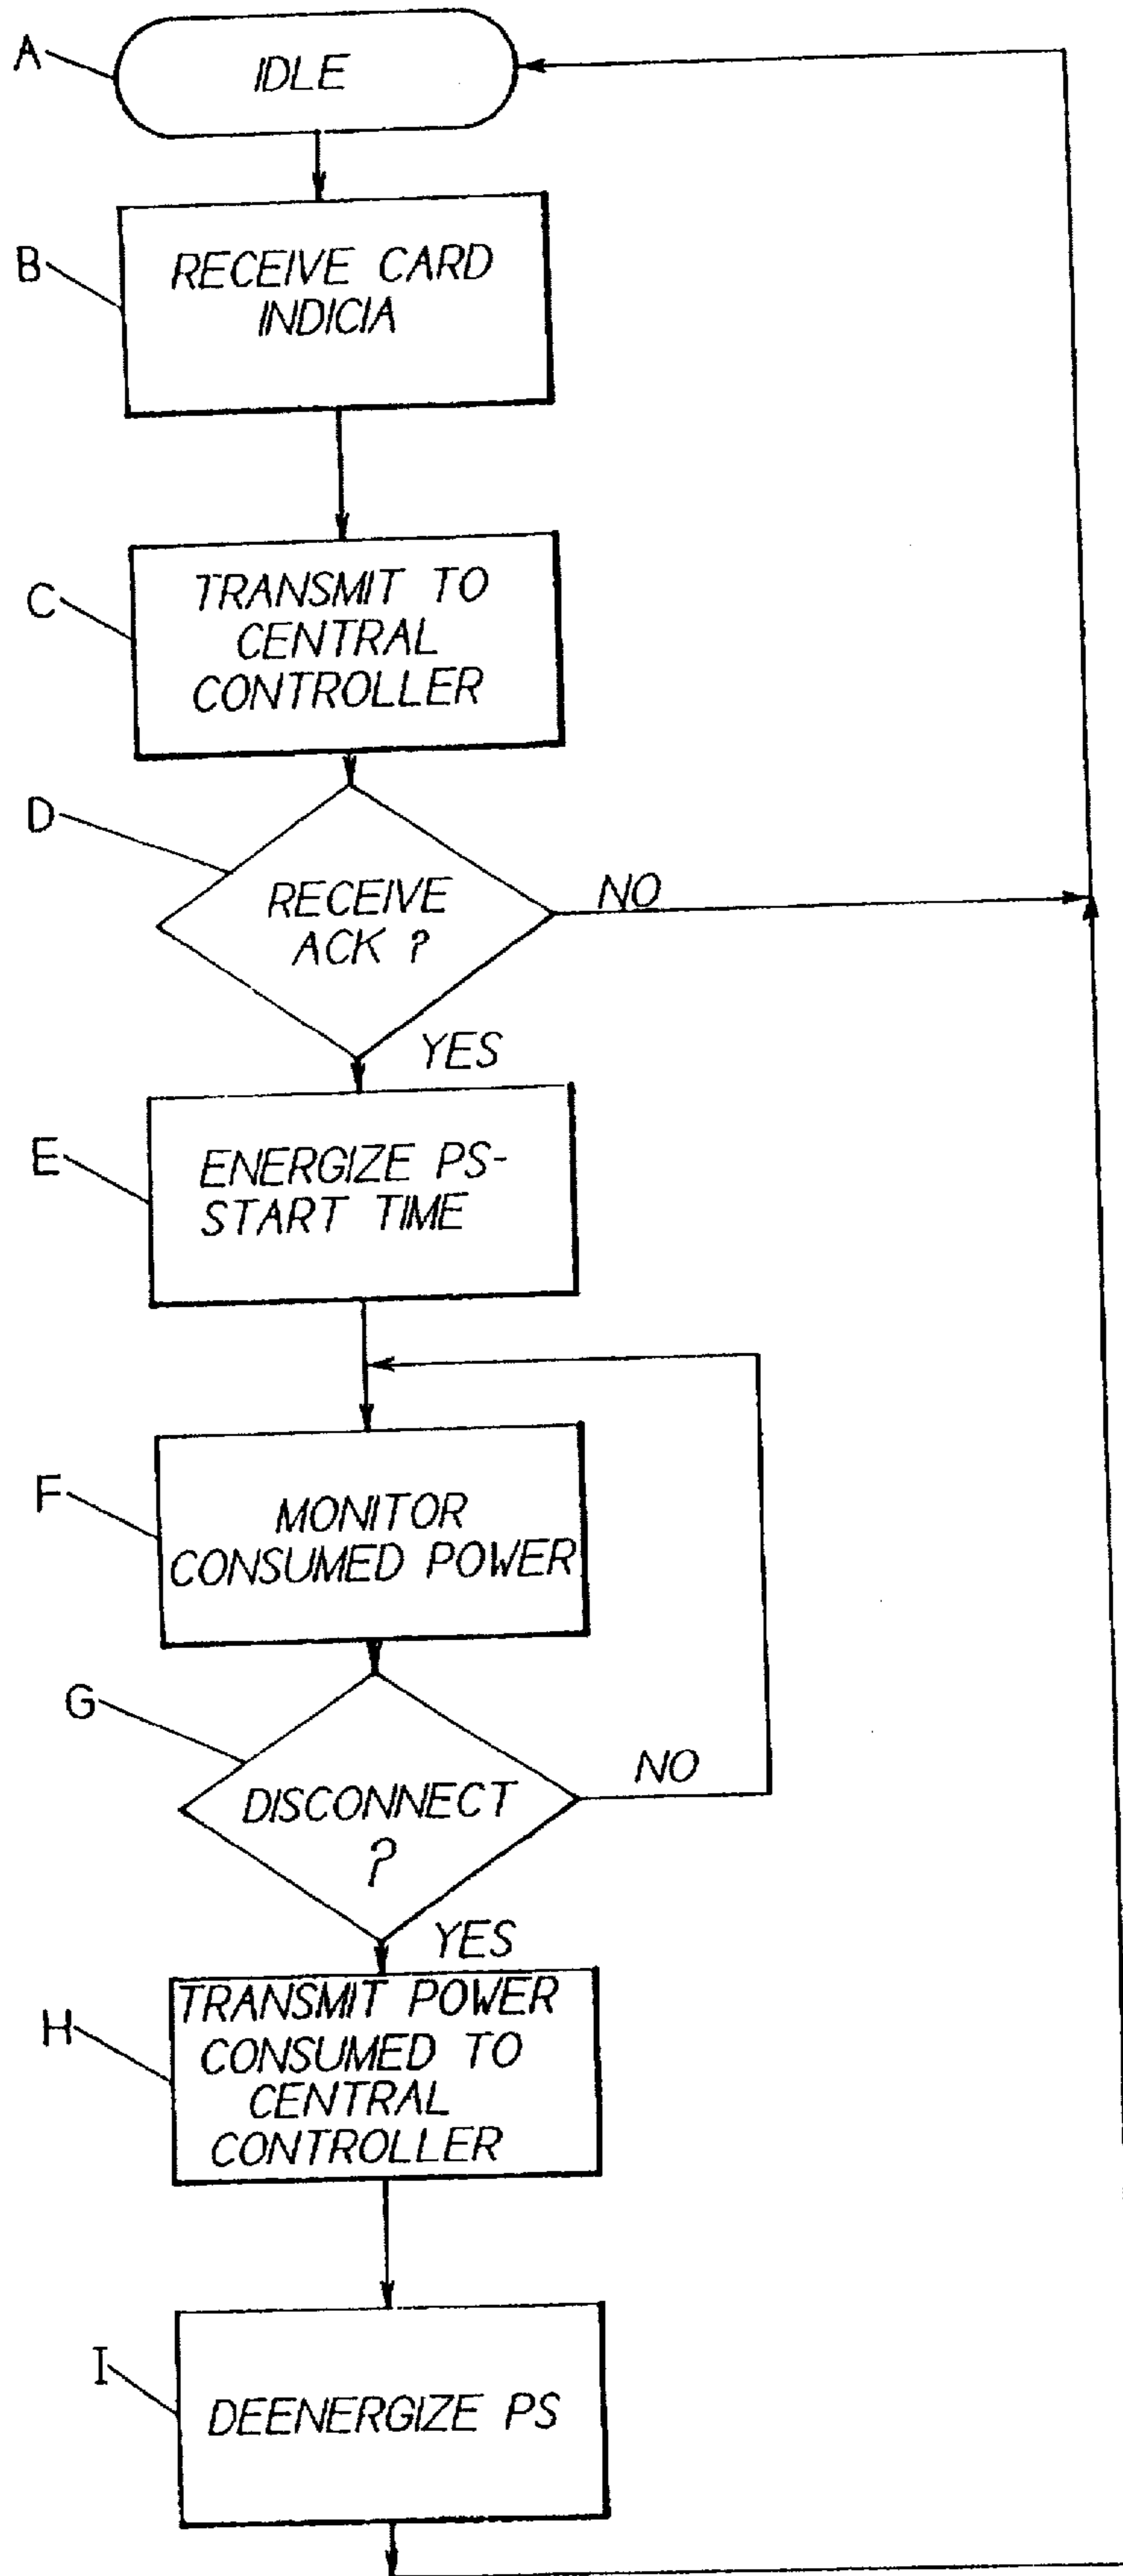 A
IDLE
B
RECEIVE CARD
INDICIA
C
TRANSMIT TO
CENTRAL
CONTROLLER
D
RECEIVE
ACK ?
NO
YES
E
ENERGIZE PS-
START TIME
F
MONITOR
CONSUMED POWER
G
DISCONNECT
?
NO
YES
H
TRANSMIT POWER
CONSUMED TO
CENTRAL
CONTROLLER
I
DEENERGIZE PS